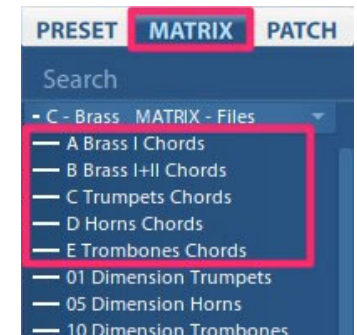 PRESET MATRIX PATCH
Search
- C - Brass MATRIX - Files
A Brass I Chords
B Brass I+II Chords
C Trumpets Chords
D Horns Chords
E Trombones Chords
01 Dimension Trumpets
05 Dimension Horns
10 Dimension Trombones